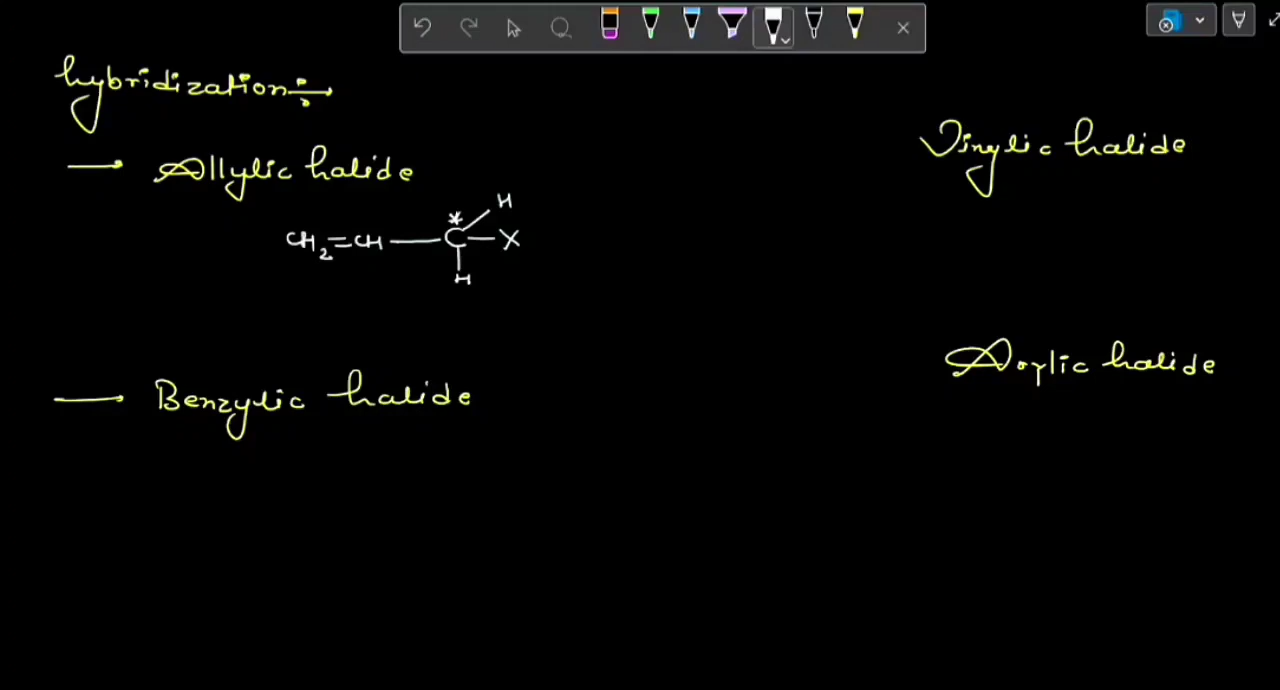 hybridization:→
— Allylic halide
Vinylic halide
H
*
CH₂=CH—C—X
H
Arylic halide
— Benzylic halide